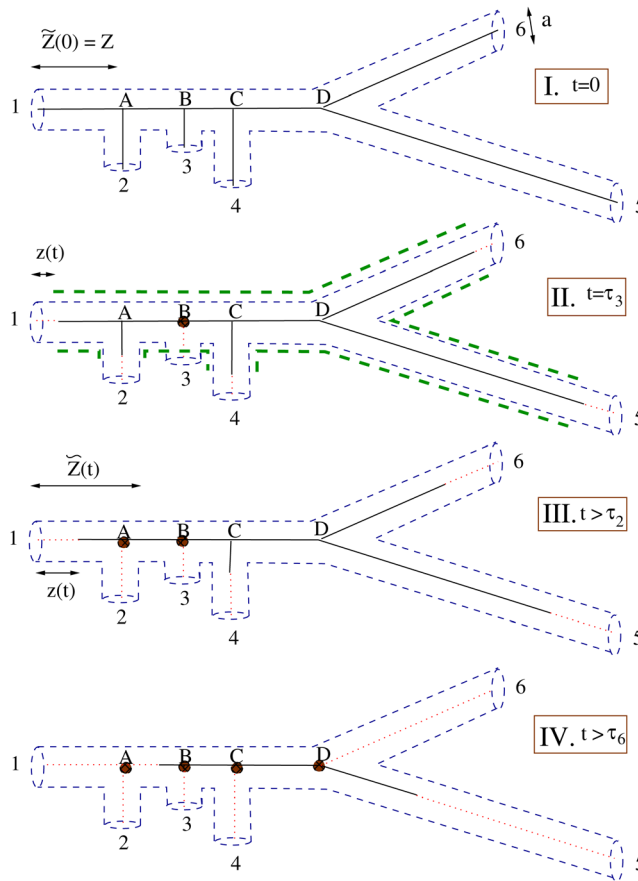 Z̃(0) = Z
a
6
A B C D
1
I. t=0
2 3 4 5
z(t)
6
II. t=τ₃
A B C D
1
2 3 4 5
Z̃(t)
6
III. t > τ₂
A B C D
1
z(t)
2 3 4 5
6
IV. t > τ₆
A B C D
1
2 3 4 5